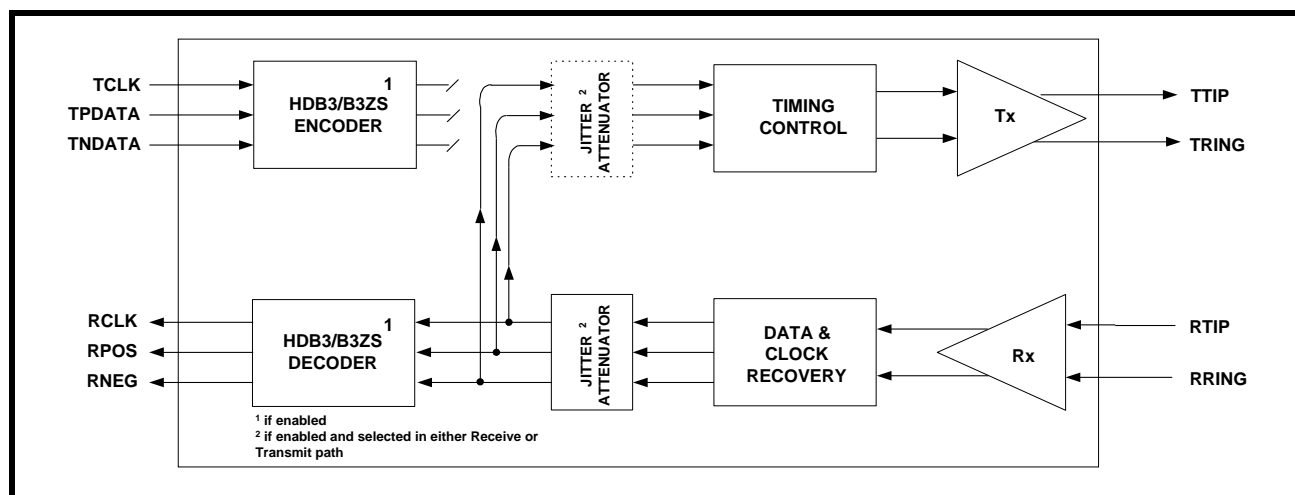 TCLK
TPDATA
TNDATA
1
HDB3/B3ZS
ENCODER
JITTER 2
ATTENUATOR
TIMING
CONTROL
Tx
TTIP
TRING
RCLK
RPOS
RNEG
1
HDB3/B3ZS
DECODER
JITTER 2
ATTENUATOR
DATA &
CLOCK
RECOVERY
Rx
RTIP
RRING
1 if enabled
2 if enabled and selected in either Receive or
Transmit path